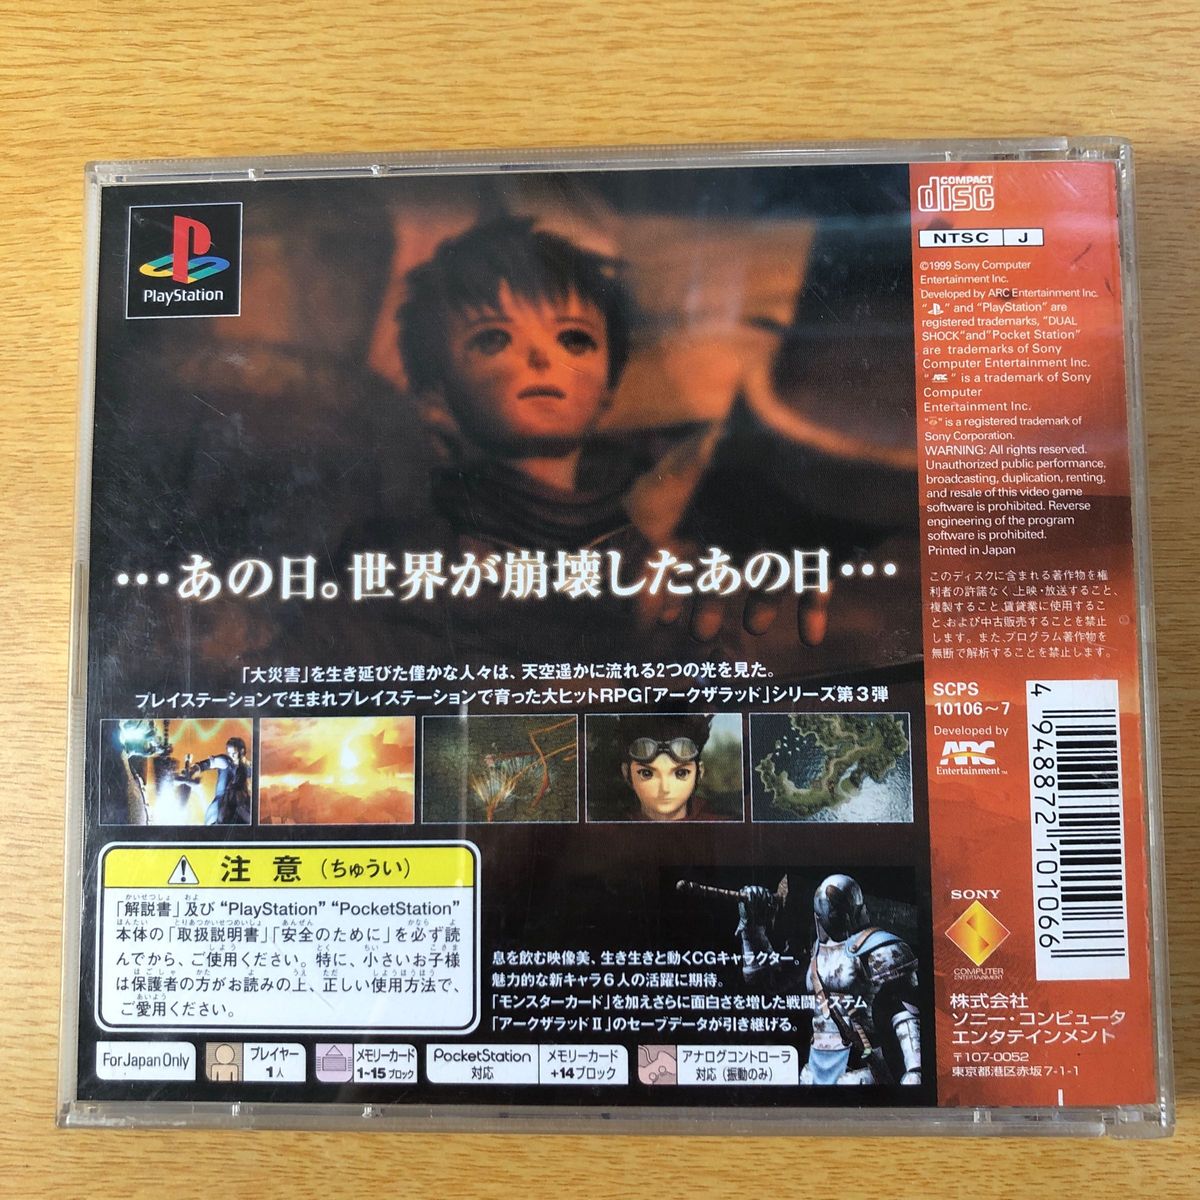 PlayStation
…あの日。世界が崩壊したあの日…
「大災害」を生き延びた僅かな人々は、天空遥かに流れる2つの光を見た。
プレイステーションで生まれプレイステーションで育った大ヒットRPG「アークザラッド」シリーズ第3弾
注意(ちゅうい)
「解説書」及び“PlayStation”“PocketStation”
本体の「取扱説明書」「安全のために」を必ず読
んでから、ご使用ください。特に、小さいお子様
は保護者の方がお読みの上、正しい使用方法で、
ご愛用ください。
息を飲む映像美、生き生きと動くCGキャラクター。
魅力的な新キャラ6人の活躍に期待。
「モンスターカード」を加えさらに面白さを増した戦闘システム
「アークザラッドⅡ」のセーブデータが引き継げる。
For Japan Only
プレイヤー
1人
メモリーカード
1~15ブロック
PocketStation
対応
メモリーカード
+14ブロック
アナログコントローラ
対応(振動のみ)
COMPACT
disc
NTSC J
©1999 Sony Computer
Entertainment Inc.
Developed by ARC Entertainment Inc.
“ ” and “PlayStation” are
registered trademarks, “DUAL
SHOCK”and“Pocket Station”
are trademarks of Sony
Computer Entertainment Inc.
“ARC” is a trademark of Sony
Computer
Entertainment Inc.
“ ” is a registered trademark of
Sony Corporation.
WARNING: All rights reserved.
Unauthorized public performance,
broadcasting, duplication, renting,
and resale of this video game
software is prohibited. Reverse
engineering of the program
software is prohibited.
Printed in Japan
このディスクに含まれる著作物を権
利者の許諾なく、上映・放送すること、
複製すること、賃貸業に使用するこ
と、および中古販売することを禁止
します。また、プログラム著作物を
無断で解析することを禁止します。
SCPS
10106~7
Developed by
ARC
Entertainment™
4 948872 101066
SONY
COMPUTER
ENTERTAINMENT
株式会社
ソニー・コンピュータ
エンタテインメント
〒107-0052
東京都港区赤坂7-1-1